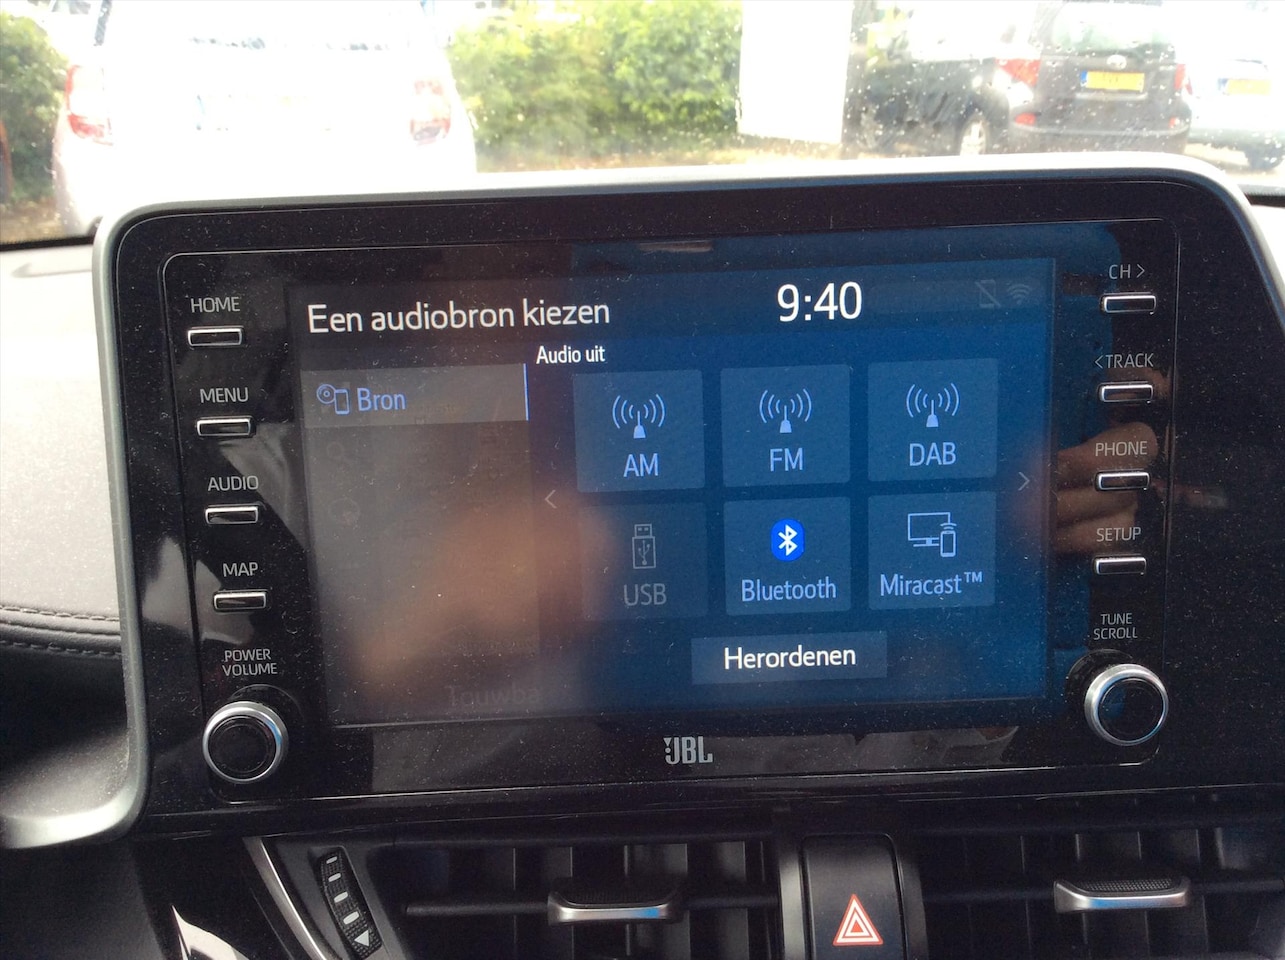 HOME
MENU
AUDIO
MAP
POWER
VOLUME
Een audiobron kiezen
9:40
Audio uit
Bron
AM
FM
DAB
USB
Bluetooth
Miracast™
Herordenen
CH >
<TRACK
PHONE
SETUP
TUNE
SCROLL
JBL